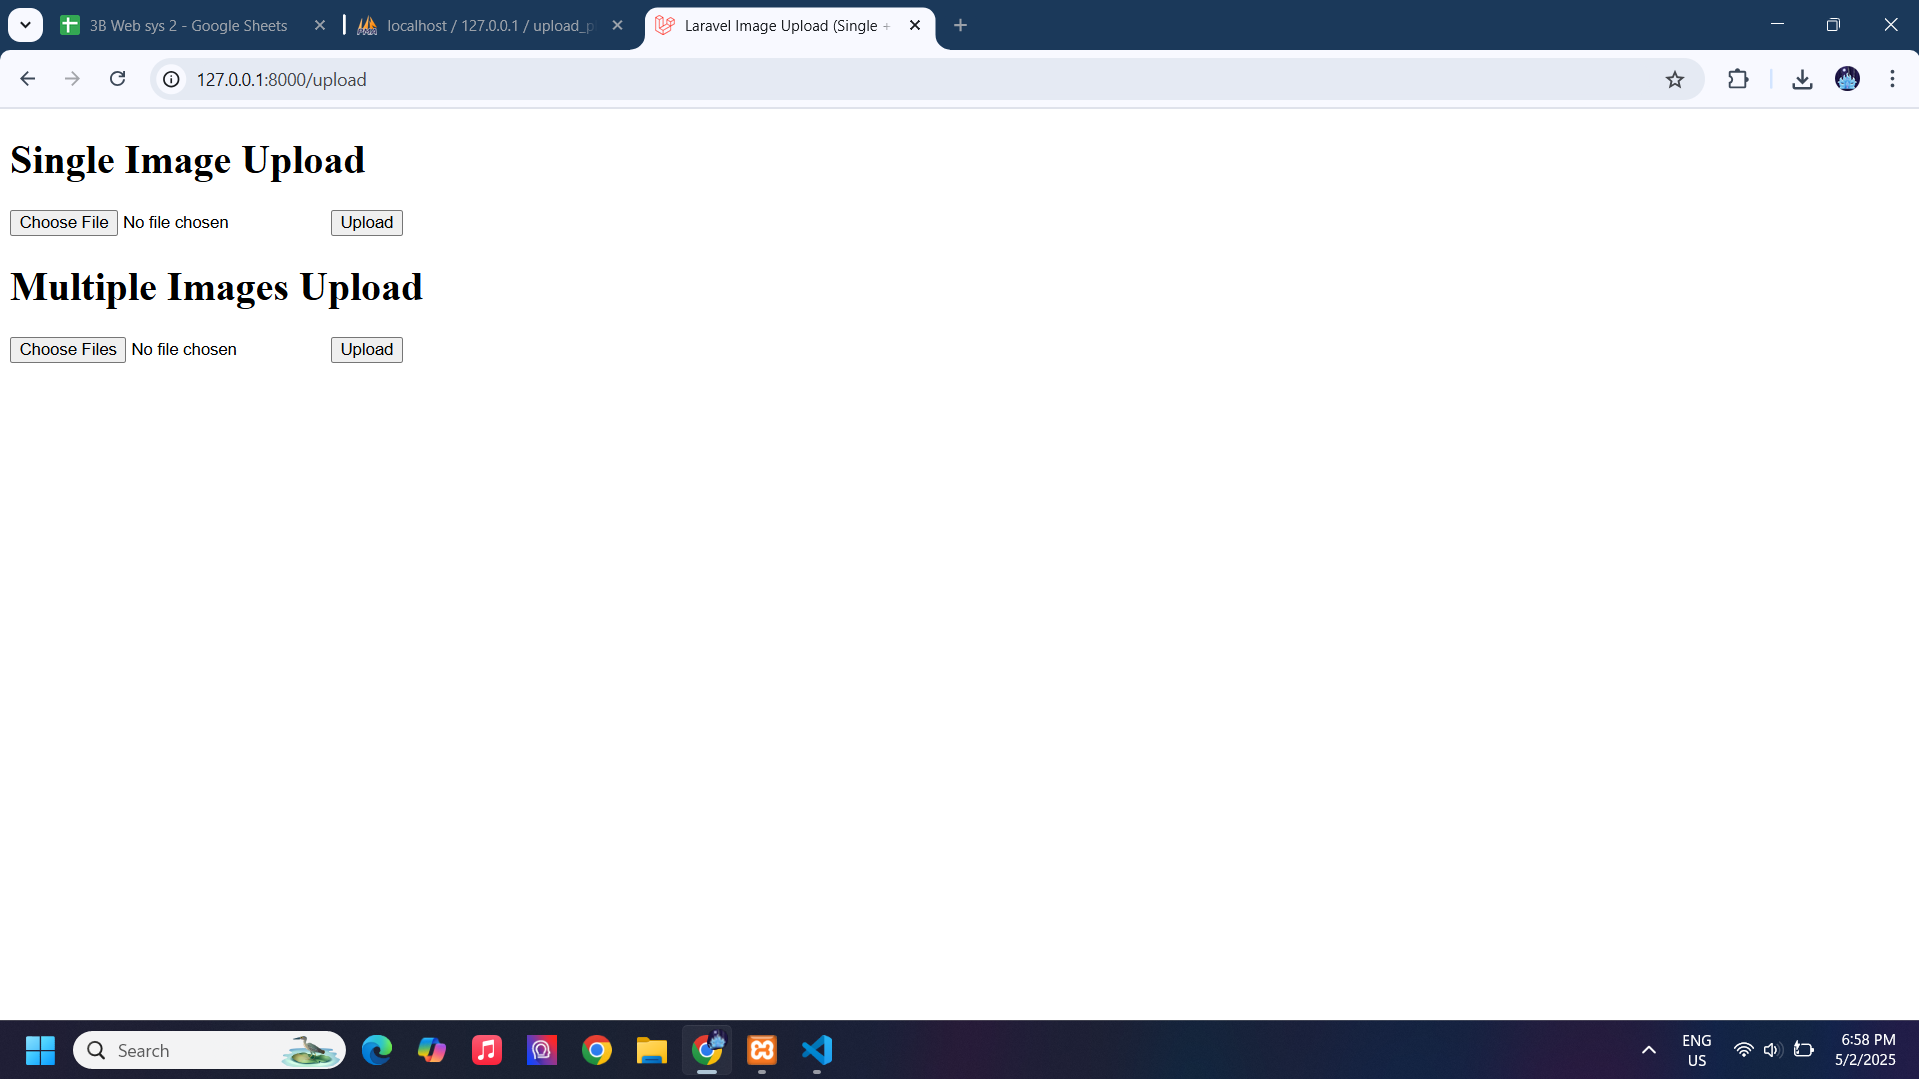 3B Web sys 2 - Google Sheets
localhost / 127.0.0.1 / upload_p
Laravel Image Upload (Single +
127.0.0.1:8000/upload
Single Image Upload
Choose File No file chosen Upload
Multiple Images Upload
Choose Files No file chosen Upload
Search
ENG
US
6:58 PM
5/2/2025